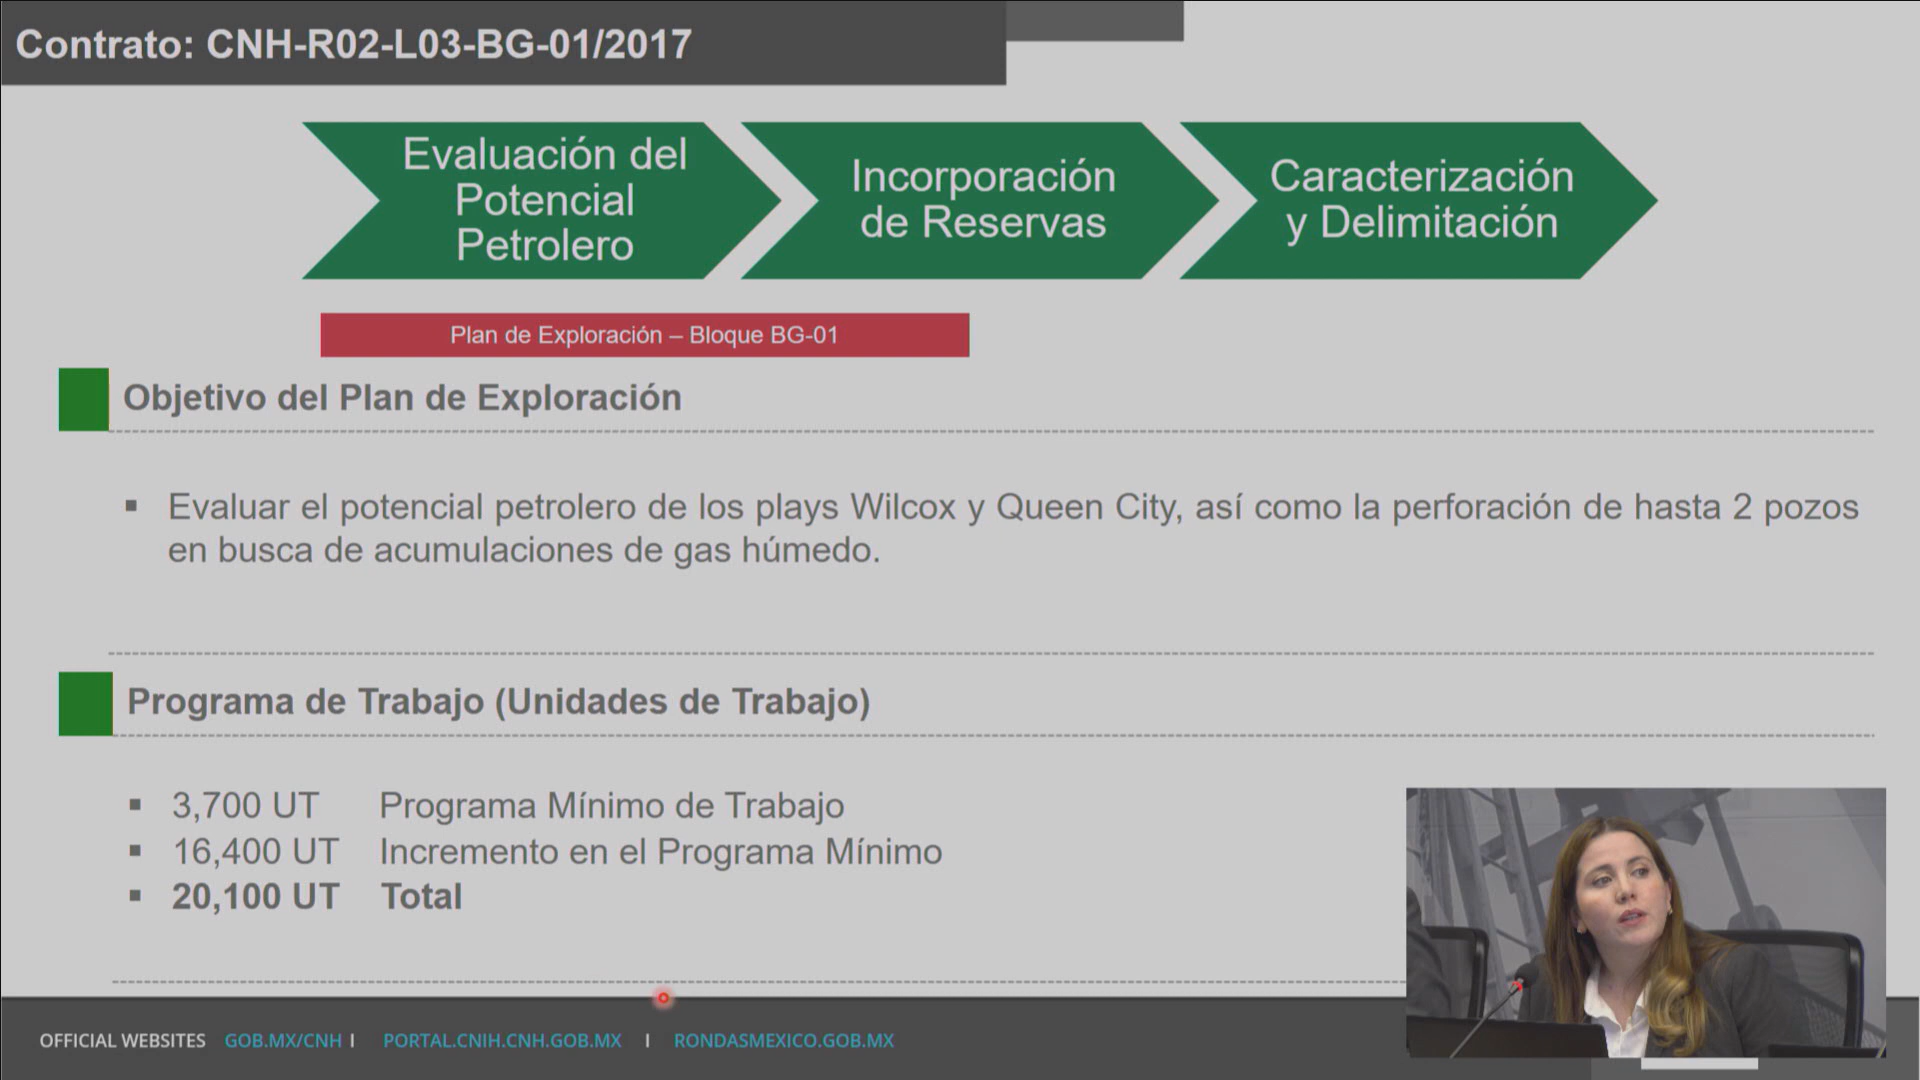 Contrato: CNH-R02-L03-BG-01/2017
Evaluación del
Potencial
Petrolero
Incorporación
de Reservas
Caracterización
y Delimitación
Plan de Exploración – Bloque BG-01
Objetivo del Plan de Exploración
▪ Evaluar el potencial petrolero de los plays Wilcox y Queen City, así como la perforación de hasta 2 pozos
en busca de acumulaciones de gas húmedo.
Programa de Trabajo (Unidades de Trabajo)
▪ 3,700 UT Programa Mínimo de Trabajo
▪ 16,400 UT Incremento en el Programa Mínimo
▪ 20,100 UT Total
OFFICIAL WEBSITES GOB.MX/CNH I PORTAL.CNIH.CNH.GOB.MX I RONDASMEXICO.GOB.MX